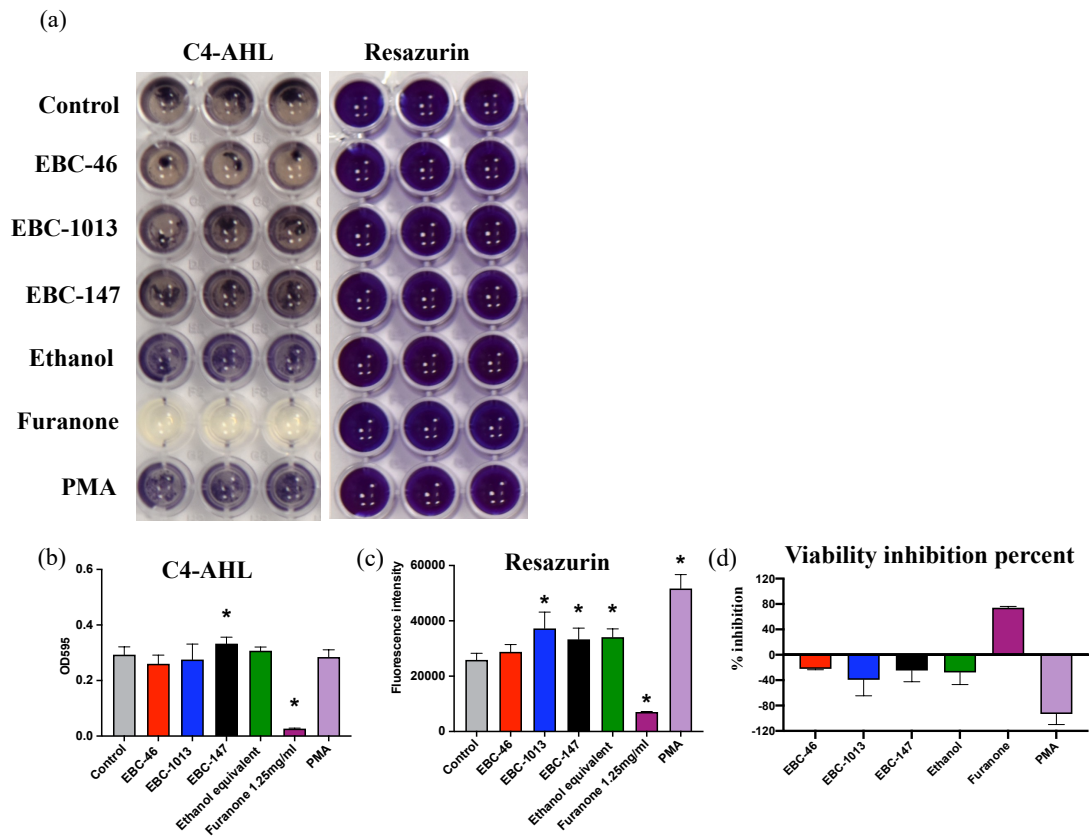 (a)
C4-AHL
Resazurin
Control
EBC-46
EBC-1013
EBC-147
Ethanol
Furanone
PMA
(b)
C4-AHL
0.6
0.4
0.2
0.0
OD595
*
*
Control
EBC-46
EBC-1013
EBC-147
Ethanol equivalent
Furanone 1.25mg/ml
PMA
(c)
Resazurin
60000
40000
20000
0
Fluorescence intensity
*
*
*
*
*
Control
EBC-46
EBC-1013
EBC-147
Ethanol equivalent
Furanone 1.25mg/ml
PMA
(d)
Viability inhibition percent
120
80
40
0
-40
-80
-120
% inhibition
EBC-46
EBC-1013
EBC-147
Ethanol
Furanone
PMA